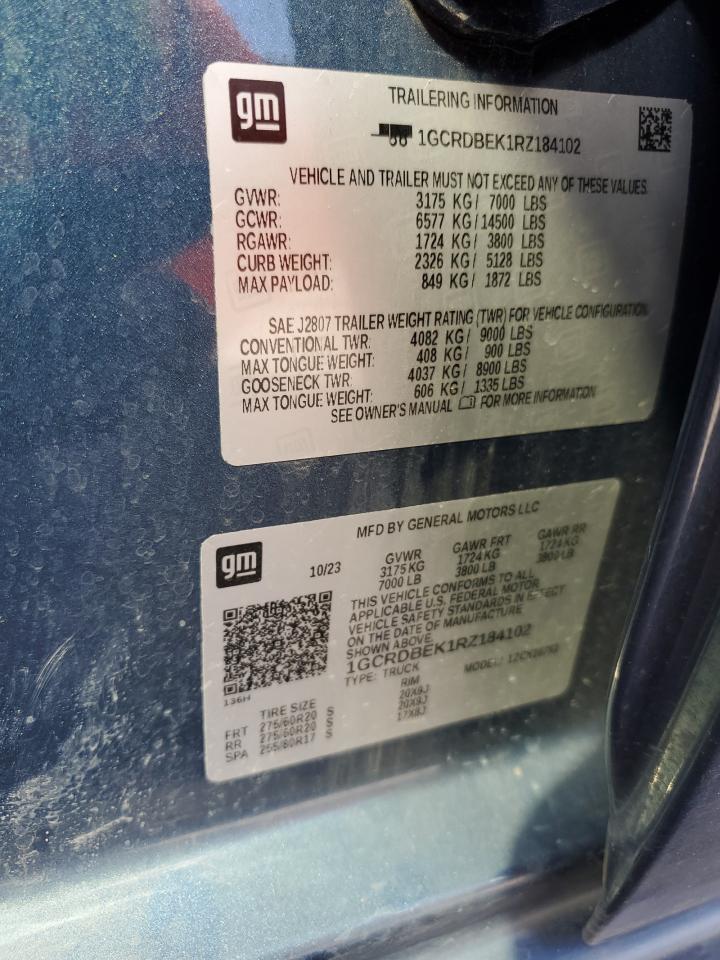 gm
TRAILERING INFORMATION
1GCRDBEK1RZ184102
VEHICLE AND TRAILER MUST NOT EXCEED ANY OF THESE VALUES.
GVWR: 3175 KG/ 7000 LBS
GCWR: 6577 KG/14500 LBS
RGAWR: 1724 KG/ 3800 LBS
CURB WEIGHT: 2326 KG/ 5128 LBS
MAX PAYLOAD: 849 KG/ 1872 LBS
SAE J2807 TRAILER WEIGHT RATING (TWR) FOR VEHICLE CONFIGURATION
CONVENTIONAL TWR: 4082 KG/ 9000 LBS
MAX TONGUE WEIGHT: 408 KG/ 900 LBS
GOOSENECK TWR: 4037 KG/ 8900 LBS
MAX TONGUE WEIGHT: 606 KG/ 1335 LBS
SEE OWNER'S MANUAL FOR MORE INFORMATION
gm
MFD BY GENERAL MOTORS LLC
10/23 GVWR GAWR FRT GAWR RR
3175 KG 1724 KG 1724 KG
7000 LB 3800 LB 3800 LB
THIS VEHICLE CONFORMS TO ALL
APPLICABLE U.S. FEDERAL MOTOR
VEHICLE SAFETY STANDARDS IN EFFECT
ON THE DATE OF MANUFACTURE
SHOWN ABOVE.
1GCRDBEK1RZ184102
TYPE: TRUCK MODEL:
136H
TIRE SIZE RIM
FRT 275/60R20 S 20X9J
RR 275/60R20 S 20X9J
SPA 255/80R17 S 17X8J